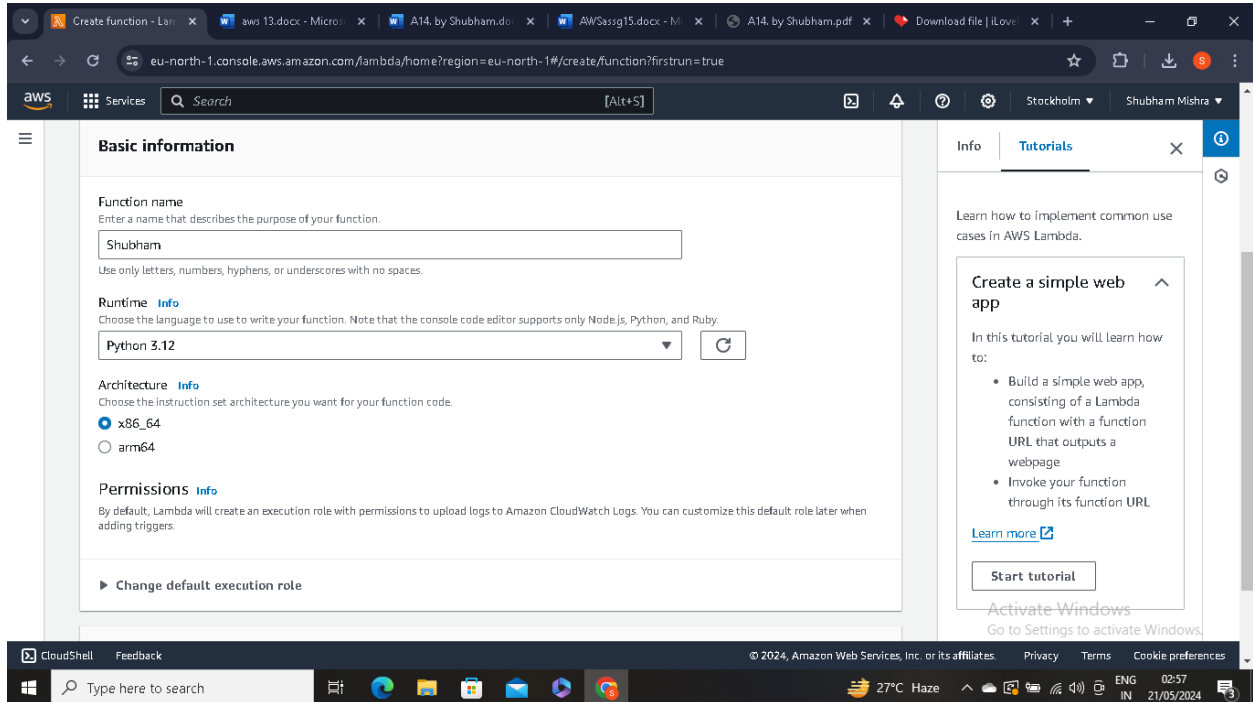 Create function - Lam
aws 13.docx - Micros
A14. by Shubham.do
AWSassg15.docx - Mi
A14. by Shubham.pdf
Download file | iLove
eu-north-1.console.aws.amazon.com/lambda/home?region=eu-north-1#/create/function?firstrun=true
S
aws
Services
Search
[Alt+S]
Stockholm
Shubham Mishra
Basic information
Function name
Enter a name that describes the purpose of your function.
Shubham
Use only letters, numbers, hyphens, or underscores with no spaces.
Runtime Info
Choose the language to use to write your function. Note that the console code editor supports only Node.js, Python, and Ruby.
Python 3.12
Architecture Info
Choose the instruction set architecture you want for your function code.
x86_64
arm64
Permissions Info
By default, Lambda will create an execution role with permissions to upload logs to Amazon CloudWatch Logs. You can customize this default role later when
adding triggers.
Change default execution role
Info
Tutorials
Learn how to implement common use
cases in AWS Lambda.
Create a simple web
app
In this tutorial you will learn how
to:
• Build a simple web app,
consisting of a Lambda
function with a function
URL that outputs a
webpage
• Invoke your function
through its function URL
Learn more
Start tutorial
Activate Windows
Go to Settings to activate Windows.
CloudShell
Feedback
© 2024, Amazon Web Services, Inc. or its affiliates.
Privacy
Terms
Cookie preferences
Type here to search
27°C Haze
ENG
IN
02:57
21/05/2024
3